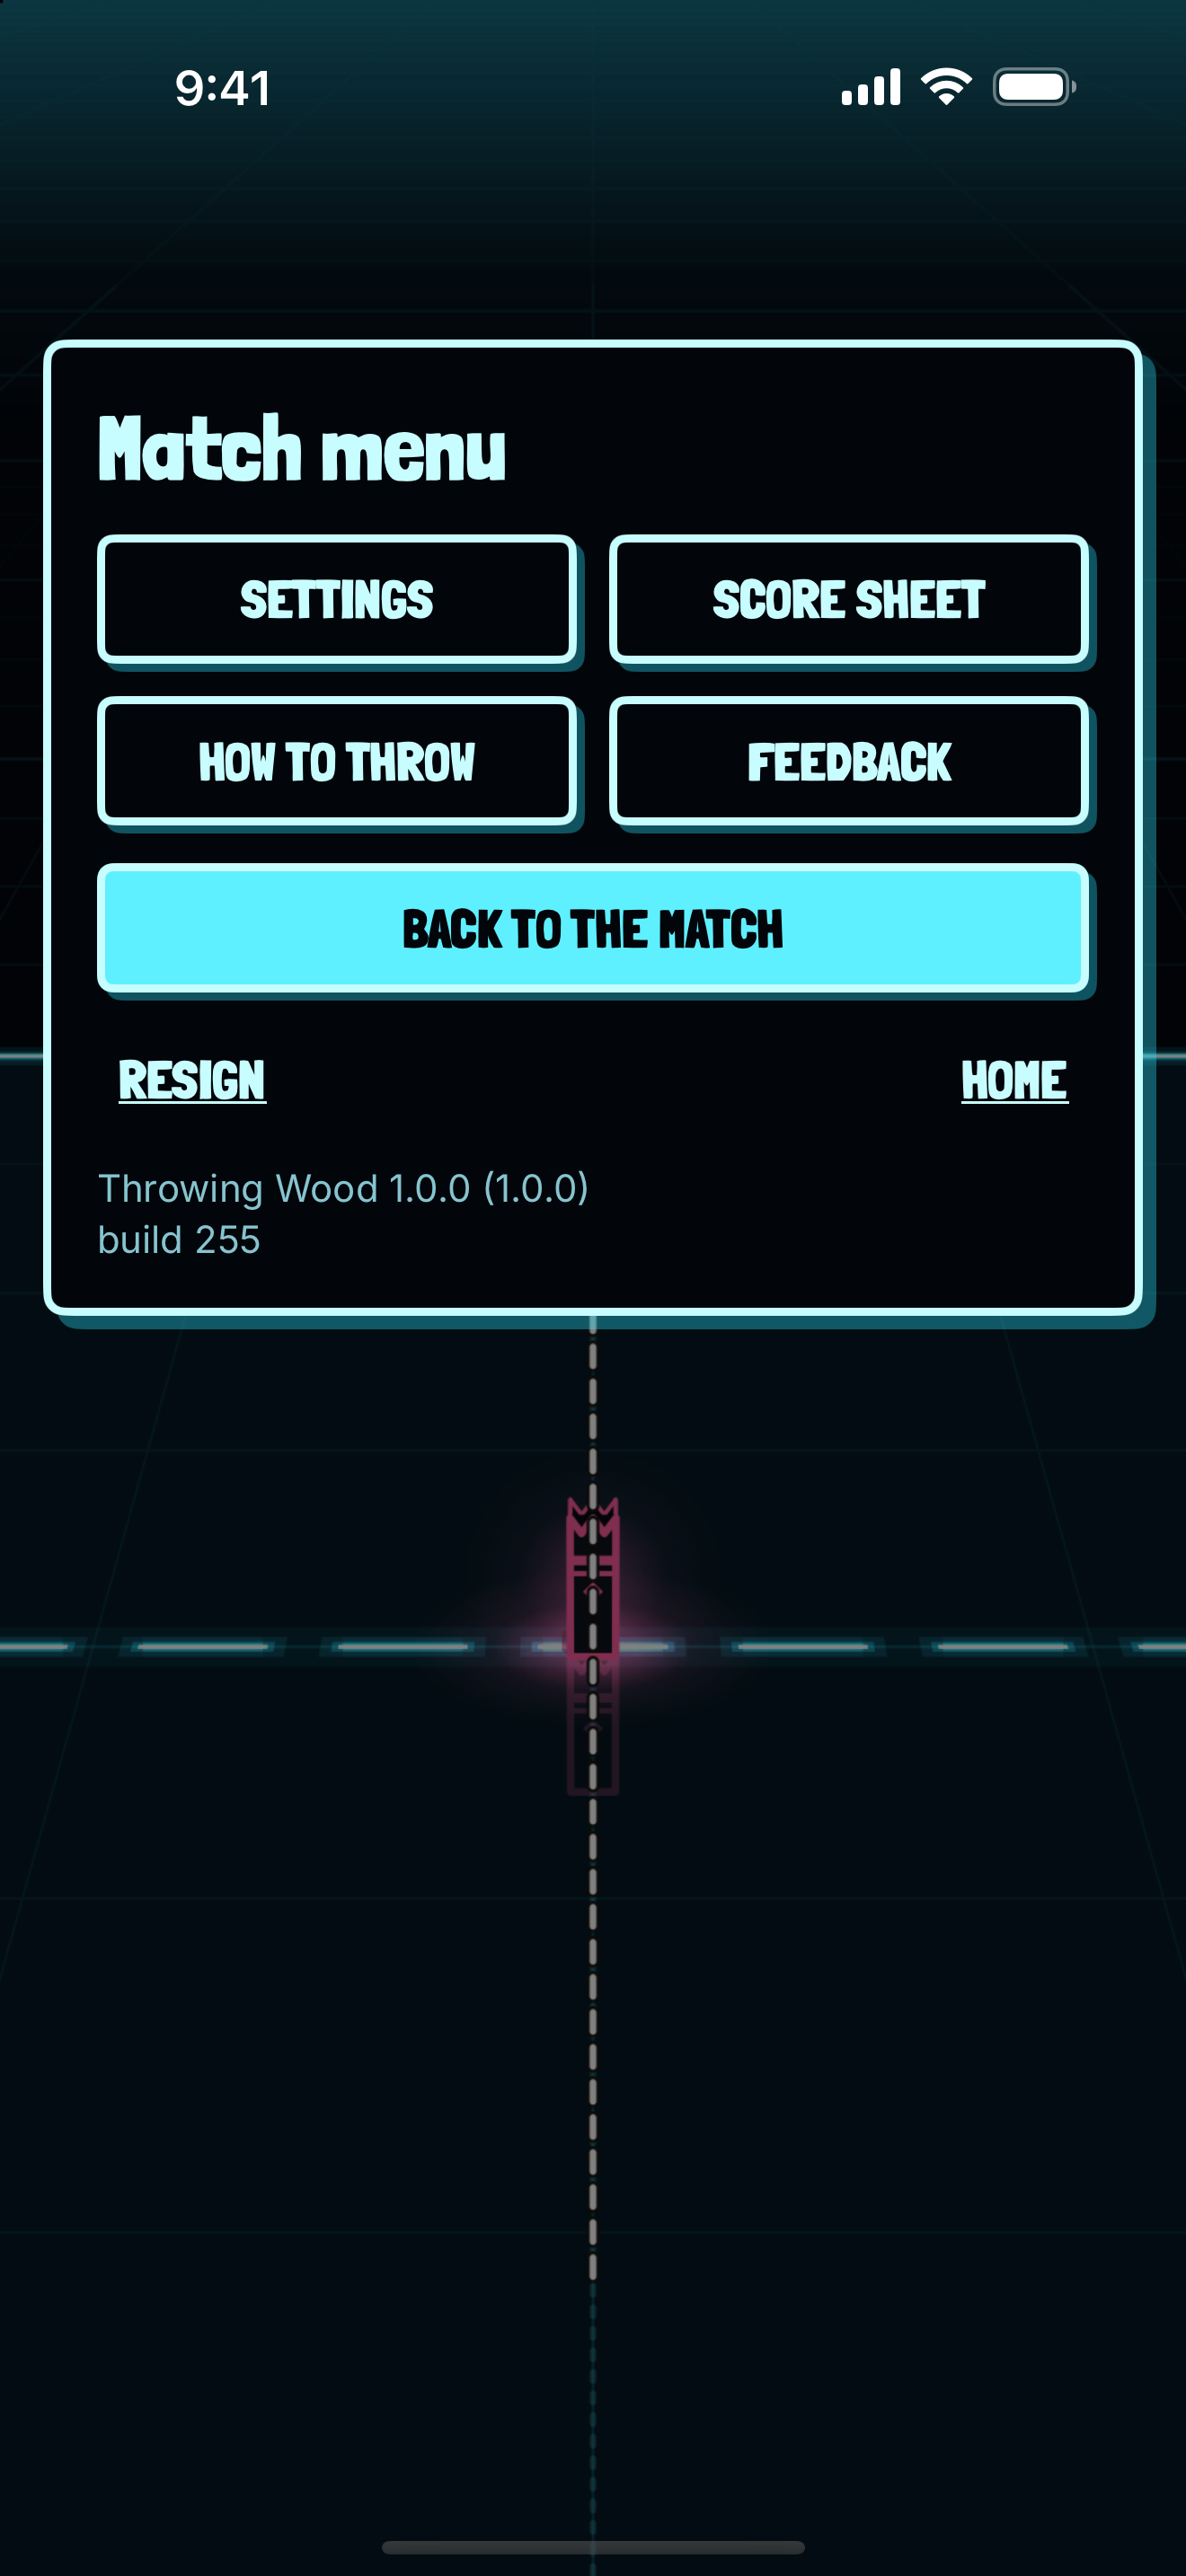 9:41
Match menu
SETTINGS
SCORE SHEET
HOW TO THROW
FEEDBACK
BACK TO THE MATCH
RESIGN
HOME
Throwing Wood 1.0.0 (1.0.0)
build 255